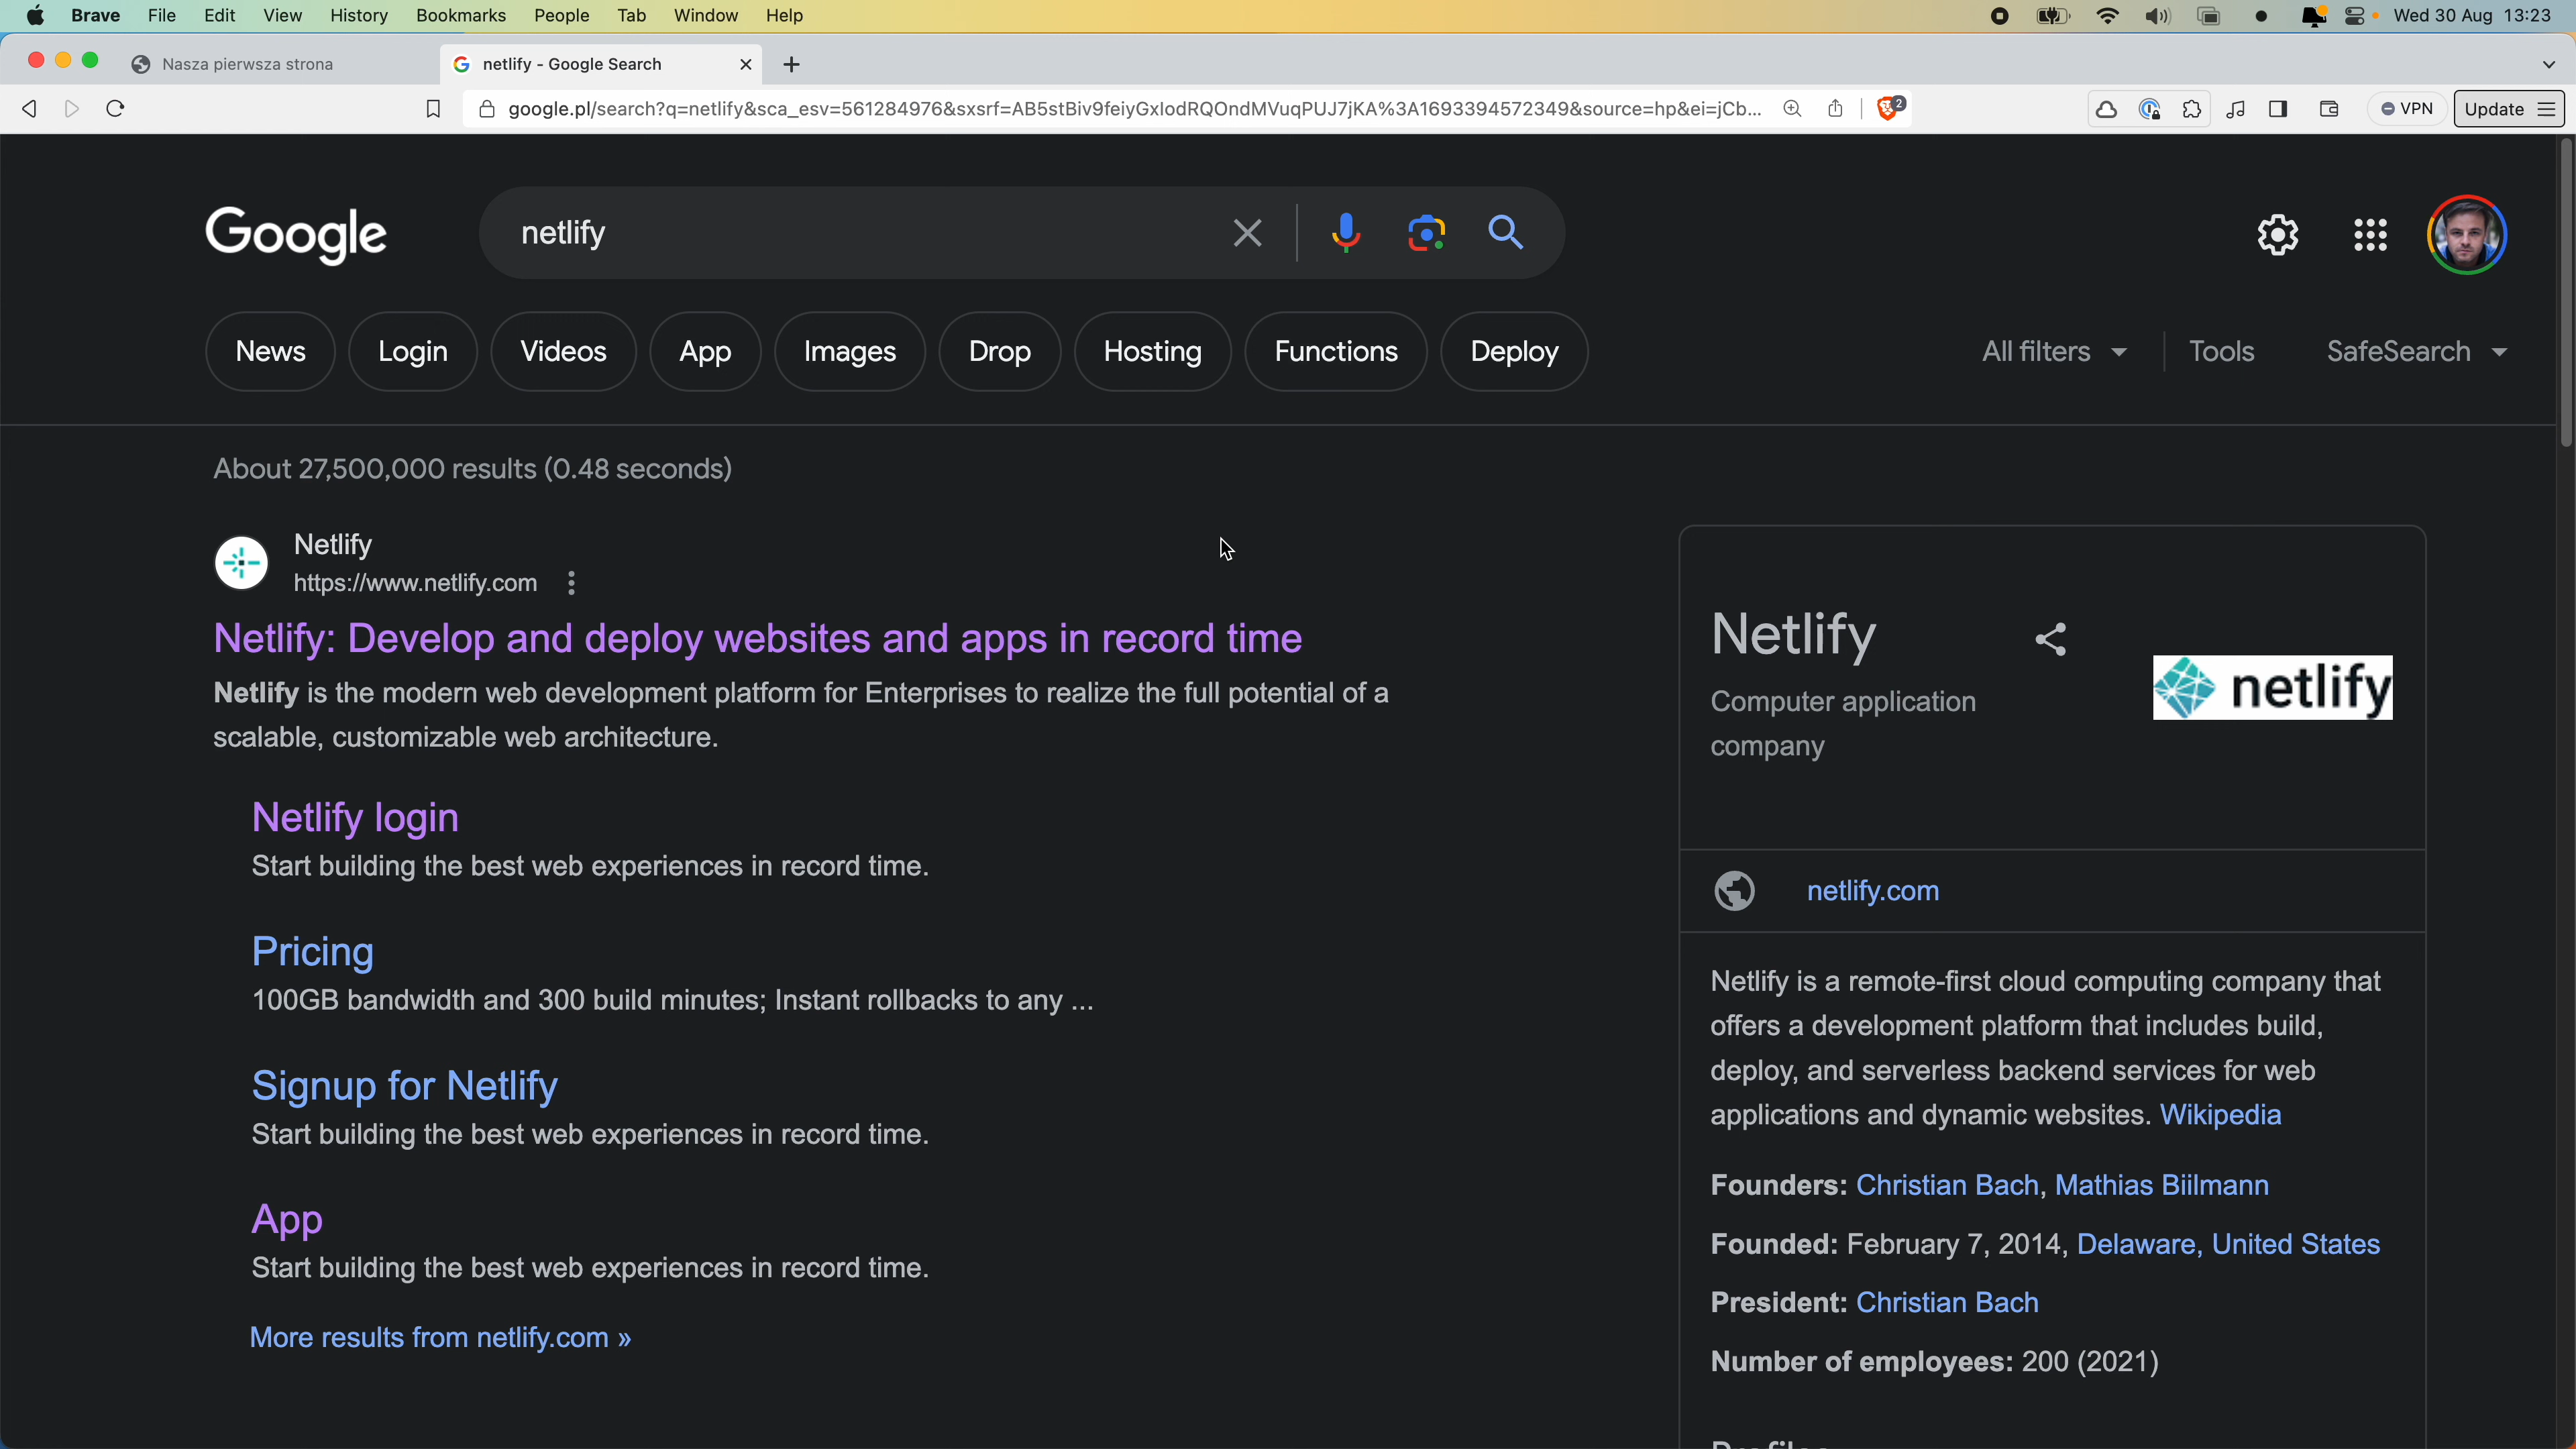 Brave File Edit View History Bookmarks People Tab Window Help Wed 30 Aug 13:23
Nasza pierwsza strona netlify - Google Search
google.pl/search?q=netlify&sca_esv=561284976&sxsrf=AB5stBiv9feiyGxlodRQOndMVuqPUJ7jKA%3A1693394572349&source=hp&ei=jCb... 2 VPN Update
Google netlify
News Login Videos App Images Drop Hosting Functions Deploy All filters Tools SafeSearch
About 27,500,000 results (0.48 seconds)
Netlify
https://www.netlify.com
Netlify: Develop and deploy websites and apps in record time
Netlify is the modern web development platform for Enterprises to realize the full potential of a
scalable, customizable web architecture.
Netlify login
Start building the best web experiences in record time.
Pricing
100GB bandwidth and 300 build minutes; Instant rollbacks to any ...
Signup for Netlify
Start building the best web experiences in record time.
App
Start building the best web experiences in record time.
More results from netlify.com »
Netlify
Computer application
company
netlify
netlify.com
Netlify is a remote-first cloud computing company that
offers a development platform that includes build,
deploy, and serverless backend services for web
applications and dynamic websites. Wikipedia
Founders: Christian Bach, Mathias Biilmann
Founded: February 7, 2014, Delaware, United States
President: Christian Bach
Number of employees: 200 (2021)